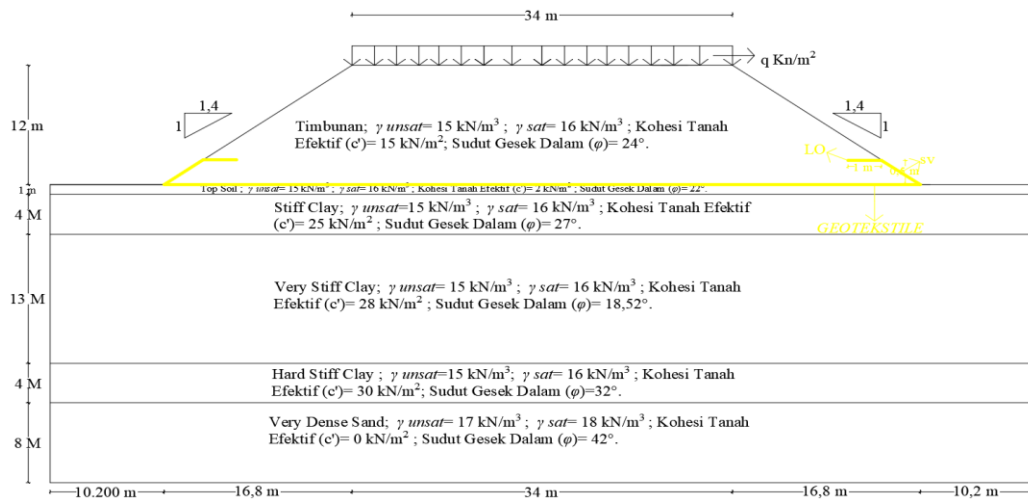 34 m
q Kn/m²
1,4
1
1,4
1
12 m
Timbunan; γ unsat= 15 kN/m³ ; γ sat= 16 kN/m³ ; Kohesi Tanah
Efektif (c')= 15 kN/m²; Sudut Gesek Dalam (φ)= 24°.
LO
sv
1 m
1 m
Top Soil ; γ unsat= 15 kN/m³ ; γ sat= 16 kN/m³ ; Kohesi Tanah Efektif (c')= 2 kN/m² ; Sudut Gesek Dalam (φ)= 22°.
4 M
Stiff Clay; γ unsat=15 kN/m³ ; γ sat= 16 kN/m³ ; Kohesi Tanah Efektif
(c')= 25 kN/m² ; Sudut Gesek Dalam (φ)= 27°.
GEOTEKSTILE
13 M
Very Stiff Clay; γ unsat= 15 kN/m³ ; γ sat= 16 kN/m³ ; Kohesi Tanah
Efektif (c')= 28 kN/m² ; Sudut Gesek Dalam (φ)= 18,52°.
4 M
Hard Stiff Clay ; γ unsat=15 kN/m³; γ sat= 16 kN/m³ ; Kohesi Tanah
Efektif (c')= 30 kN/m²; Sudut Gesek Dalam (φ)=32°.
8 M
Very Dense Sand; γ unsat= 17 kN/m³ ; γ sat= 18 kN/m³ ; Kohesi Tanah
Efektif (c')= 0 kN/m² ; Sudut Gesek Dalam (φ)= 42°.
10.200 m
16,8 m
34 m
16,8 m
10,2 m